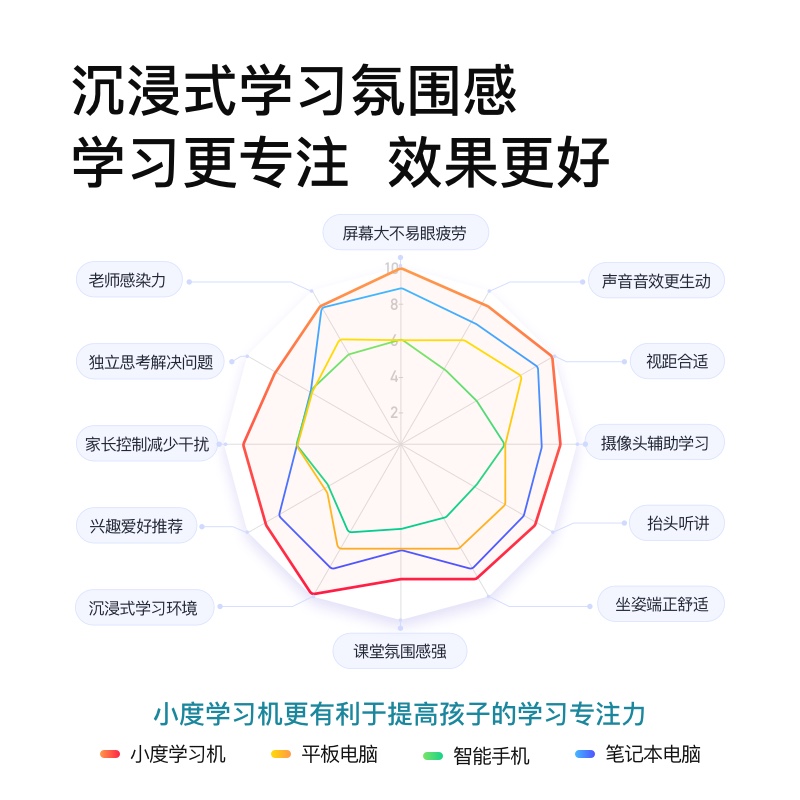 沉浸式学习氛围感
学习更专注 效果更好
屏幕大不易眼疲劳
老师感染力
声音音效更生动
独立思考解决问题
视距合适
家长控制减少干扰
摄像头辅助学习
兴趣爱好推荐
抬头听讲
沉浸式学习环境
坐姿端正舒适
课堂氛围感强
10
8
6
4
2
小度学习机更有利于提高孩子的学习专注力
小度学习机 平板电脑 智能手机 笔记本电脑